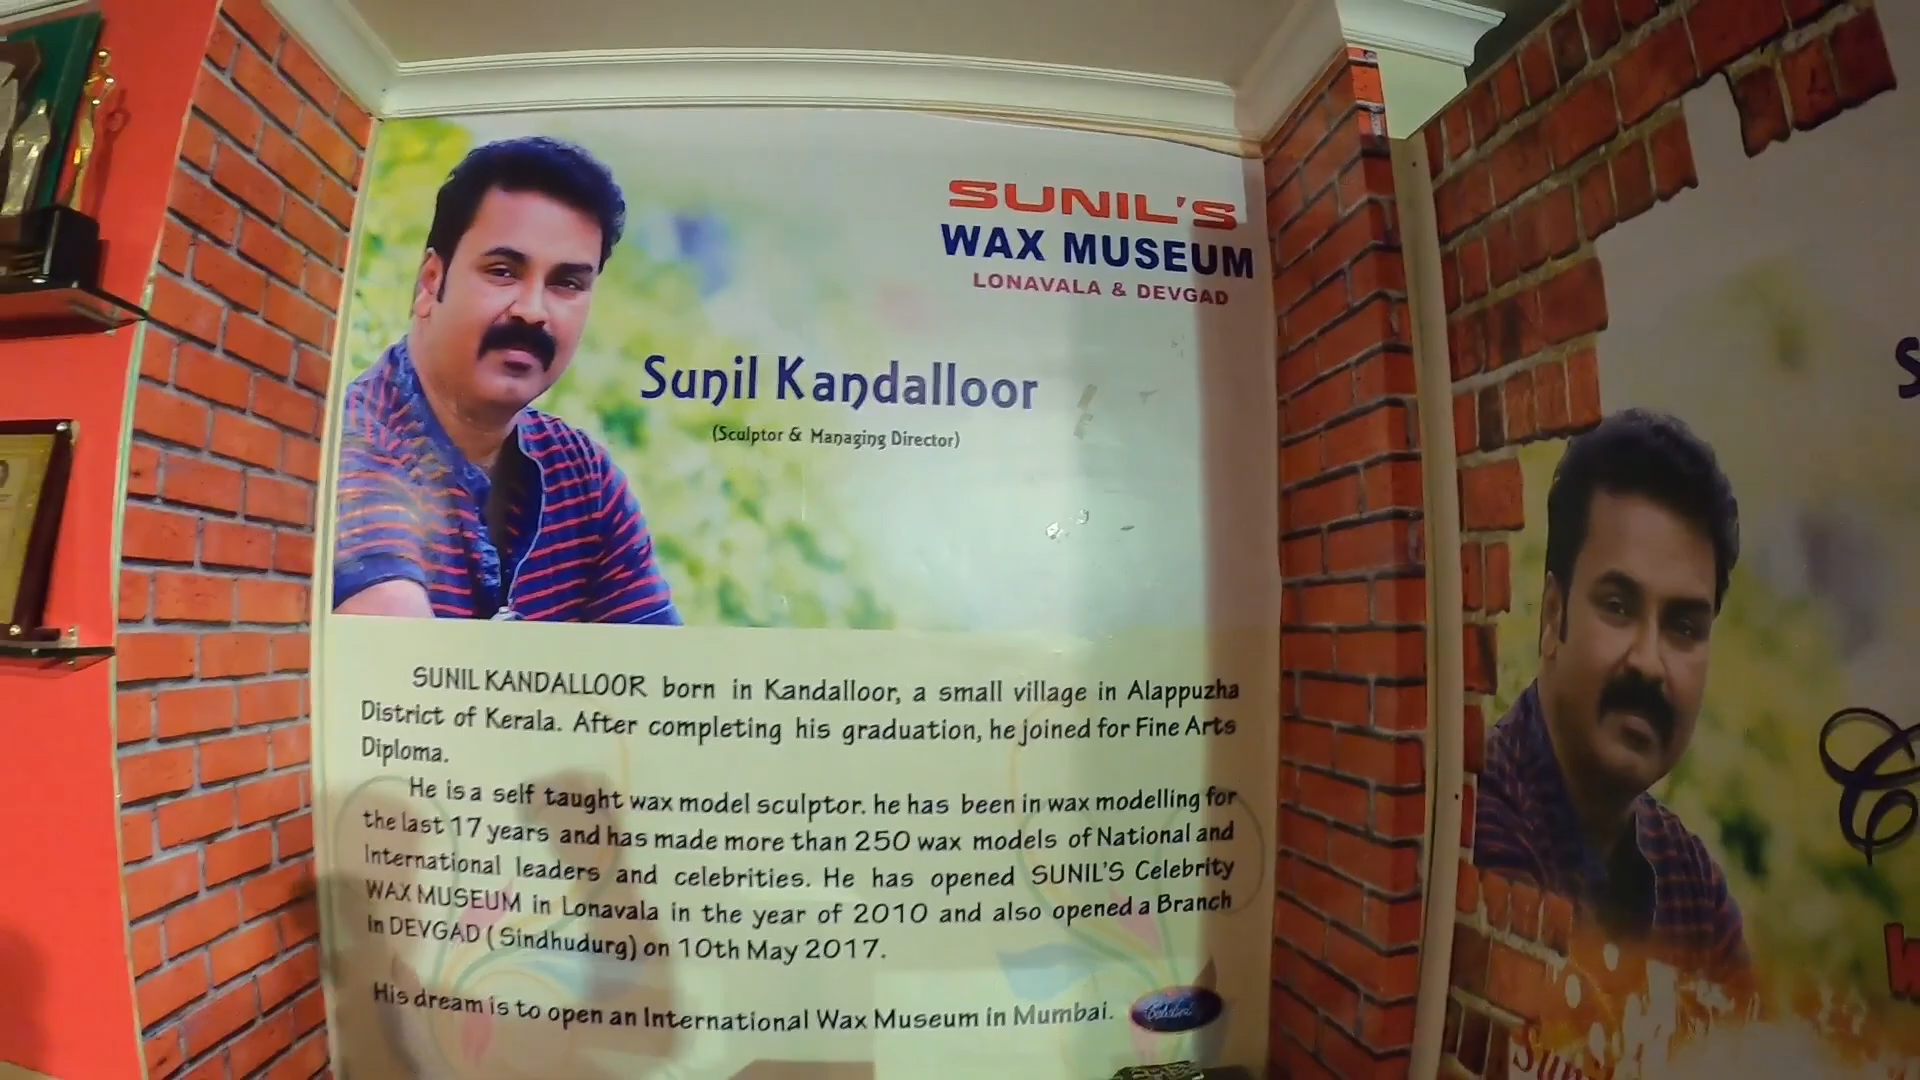 SUNIL'S
WAX MUSEUM
LONAVALA & DEVGAD
Sunil Kandalloor
(Sculptor & Managing Director)
SUNIL KANDALLOOR born in Kandalloor, a small village in Alappuzha
District of Kerala. After completing his graduation, he joined for Fine Arts
Diploma.
He is a self taught wax model sculptor. he has been in wax modelling for
the last 17 years and has made more than 250 wax models of National and
International leaders and celebrities. He has opened SUNIL'S Celebrity
WAX MUSEUM in Lonavala in the year of 2010 and also opened a Branch
in DEVGAD ( Sindhudurg) on 10th May 2017.
His dream is to open an International Wax Museum in Mumbai.